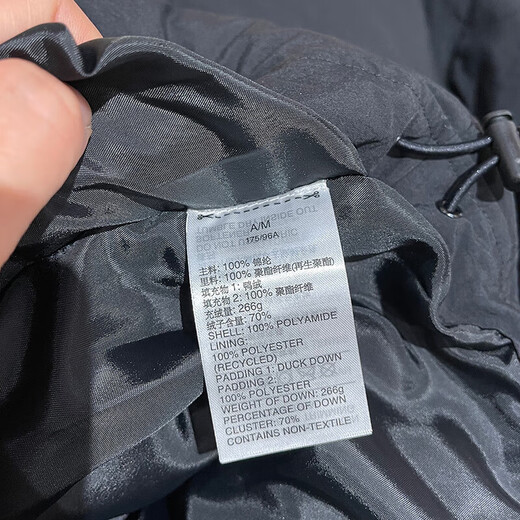 A/M
175/96A
主料: 100% 锦纶
里料: 100% 聚酯纤维(再生聚酯)
填充物 1: 鸭绒
填充物 2: 100% 聚酯纤维
充绒量: 266g
绒子含量: 70%
SHELL: 100% POLYAMIDE
LINING:
100% POLYESTER
(RECYCLED)
PADDING 1: DUCK DOWN
PADDING 2:
100% POLYESTER
WEIGHT OF DOWN: 266g
PERCENTAGE OF DOWN
CLUSTER: 70%
CONTAINS NON-TEXTILE